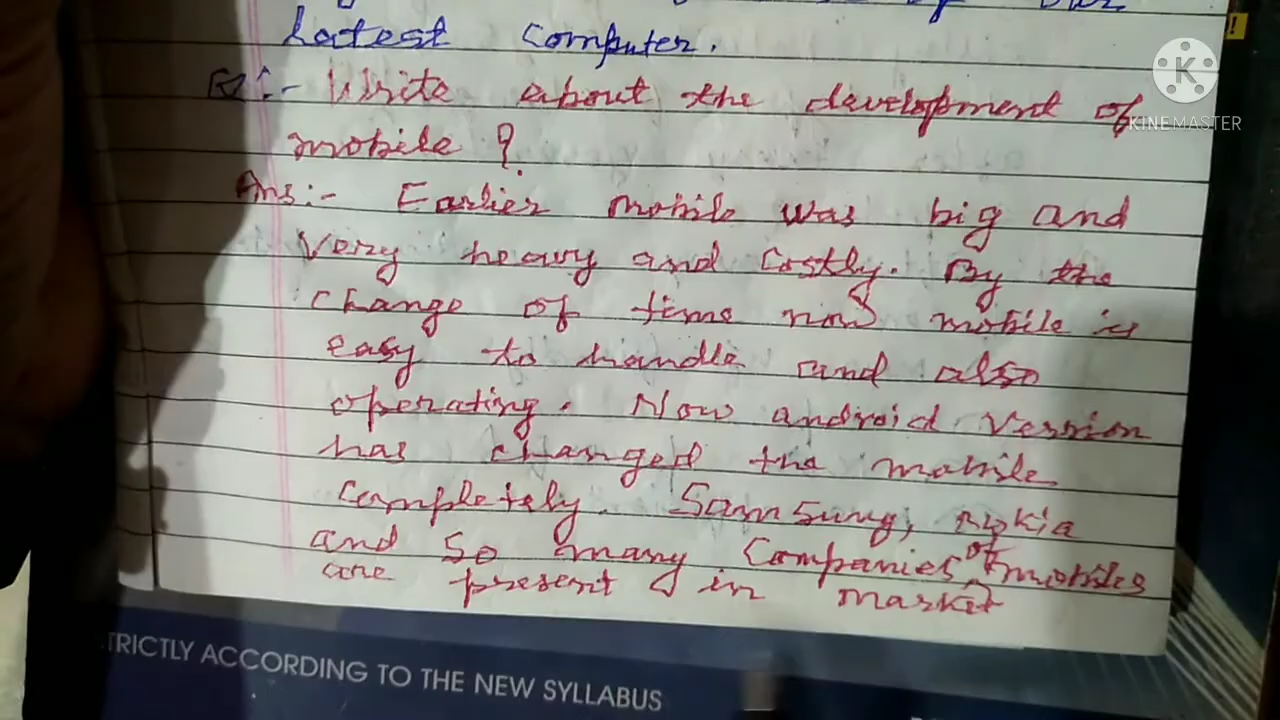 Latest Computer.
KINEMASTER
Q:- Write about the development of
mobile ?
Ans:- Earlier mobile was big and
very heavy and costly. By the
change of time now mobile is
easy to handle and also
operating. Now android version
has changed the mobile
completely. Samsung, nokia
and so many Companies of mobiles
are present in market
TRICTLY ACCORDING TO THE NEW SYLLABUS